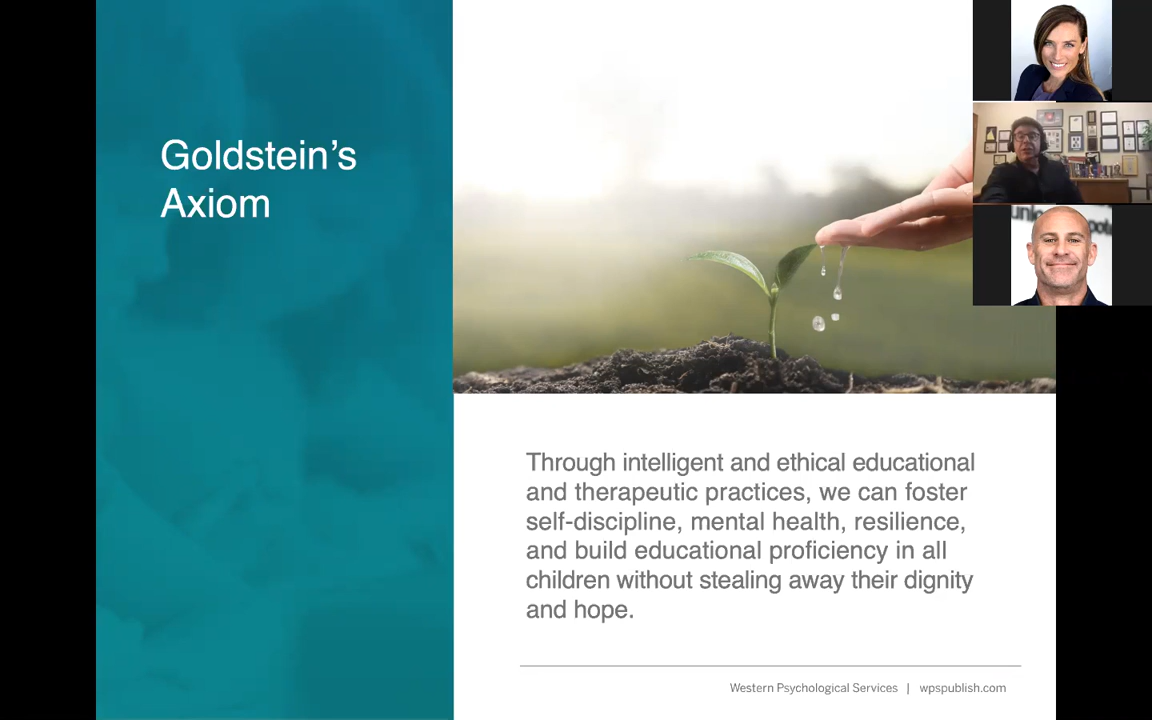 Goldstein’s
Axiom
Through intelligent and ethical educational
and therapeutic practices, we can foster
self-discipline, mental health, resilience,
and build educational proficiency in all
children without stealing away their dignity
and hope.
Western Psychological Services | wpspublish.com